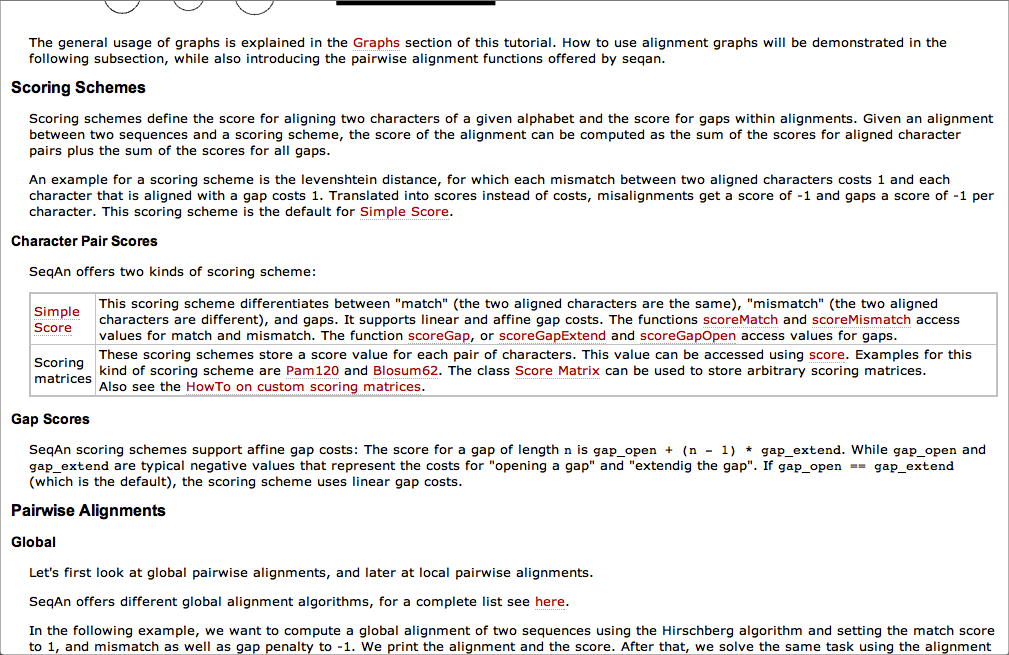 The general usage of graphs is explained in the Graphs section of this tutorial. How to use alignment graphs will be demonstrated in the
following subsection, while also introducing the pairwise alignment functions offered by seqan.
Scoring Schemes
Scoring schemes define the score for aligning two characters of a given alphabet and the score for gaps within alignments. Given an alignment
between two sequences and a scoring scheme, the score of the alignment can be computed as the sum of the scores for aligned character
pairs plus the sum of the scores for all gaps.
An example for a scoring scheme is the levenshtein distance, for which each mismatch between two aligned characters costs 1 and each
character that is aligned with a gap costs 1. Translated into scores instead of costs, misalignments get a score of -1 and gaps a score of -1 per
character. This scoring scheme is the default for Simple Score.
Character Pair Scores
SeqAn offers two kinds of scoring scheme:
Simple
Score
This scoring scheme differentiates between "match" (the two aligned characters are the same), "mismatch" (the two aligned
characters are different), and gaps. It supports linear and affine gap costs. The functions scoreMatch and scoreMismatch access
values for match and mismatch. The function scoreGap, or scoreGapExtend and scoreGapOpen access values for gaps.
Scoring
matrices
These scoring schemes store a score value for each pair of characters. This value can be accessed using score. Examples for this
kind of scoring scheme are Pam120 and Blosum62. The class Score Matrix can be used to store arbitrary scoring matrices.
Also see the HowTo on custom scoring matrices.
Gap Scores
SeqAn scoring schemes support affine gap costs: The score for a gap of length n is gap_open + (n - 1) * gap_extend. While gap_open and
gap_extend are typical negative values that represent the costs for "opening a gap" and "extendig the gap". If gap_open == gap_extend
(which is the default), the scoring scheme uses linear gap costs.
Pairwise Alignments
Global
Let's first look at global pairwise alignments, and later at local pairwise alignments.
SeqAn offers different global alignment algorithms, for a complete list see here.
In the following example, we want to compute a global alignment of two sequences using the Hirschberg algorithm and setting the match score
to 1, and mismatch as well as gap penalty to -1. We print the alignment and the score. After that, we solve the same task using the alignment